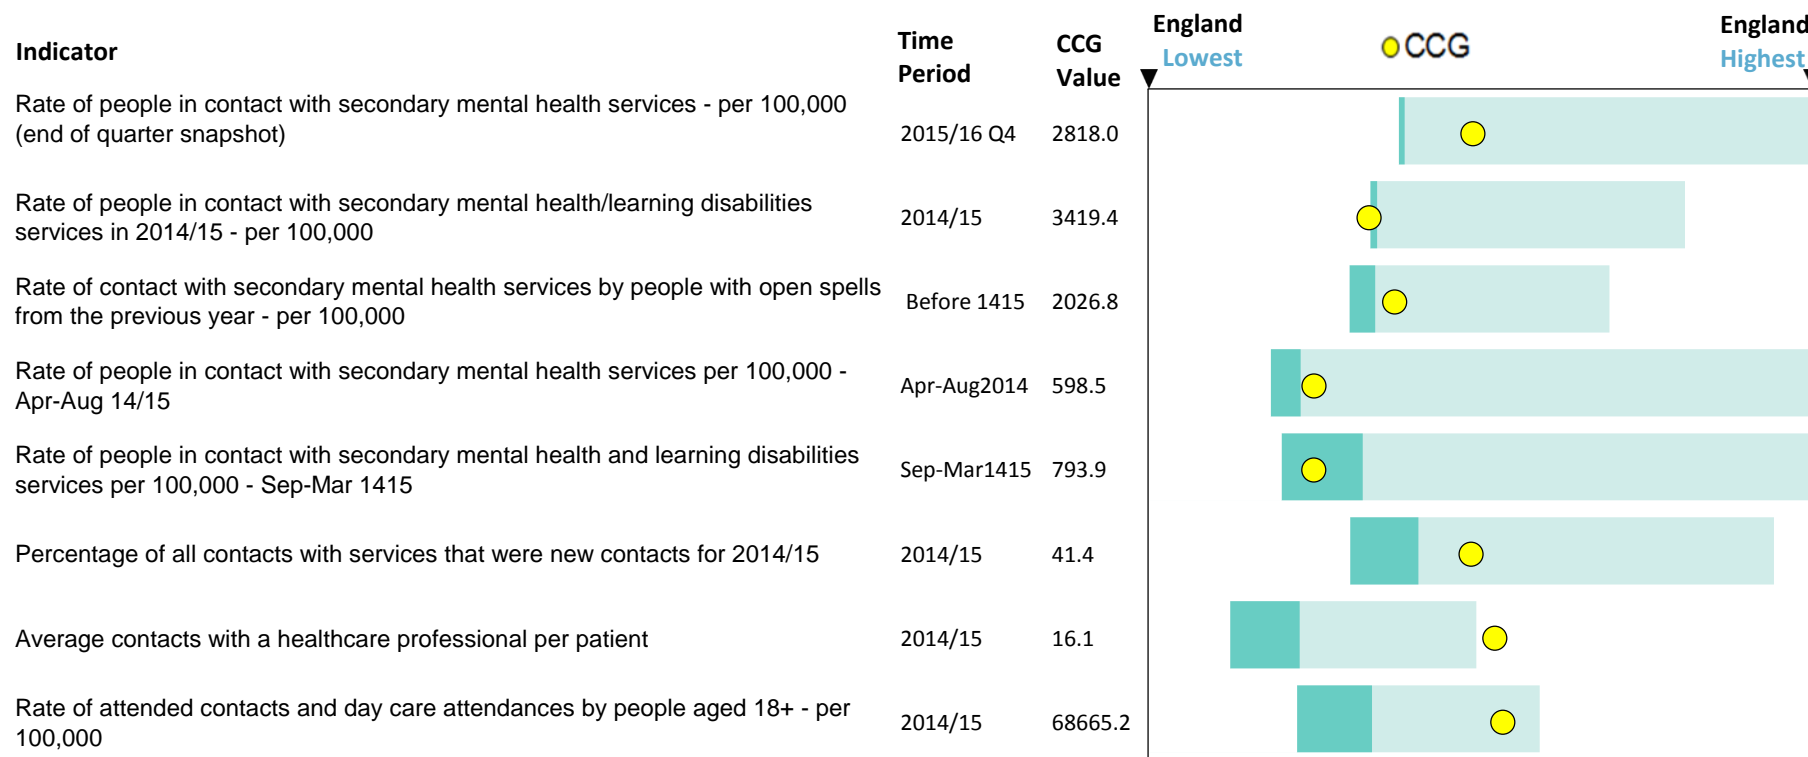 Indicator
Time Period
CCG Value
England Lowest
CCG
England Highest
Rate of people in contact with secondary mental health services - per 100,000
(end of quarter snapshot)
2015/16 Q4 2818.0
Rate of people in contact with secondary mental health/learning disabilities
services in 2014/15 - per 100,000
2014/15 3419.4
Rate of contact with secondary mental health services by people with open spells
from the previous year - per 100,000
Before 1415 2026.8
Rate of people in contact with secondary mental health services per 100,000 -
Apr-Aug 14/15
Apr-Aug2014 598.5
Rate of people in contact with secondary mental health and learning disabilities
services per 100,000 - Sep-Mar 1415
Sep-Mar1415 793.9
Percentage of all contacts with services that were new contacts for 2014/15 2014/15 41.4
Average contacts with a healthcare professional per patient 2014/15 16.1
Rate of attended contacts and day care attendances by people aged 18+ - per
100,000
2014/15 68665.2